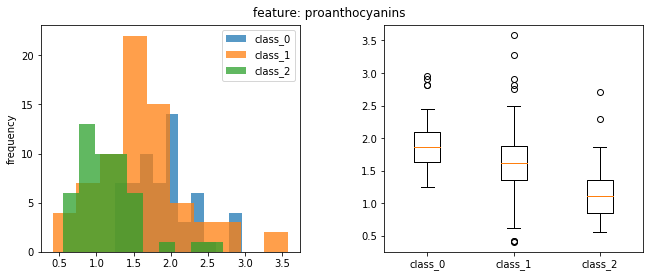 feature: proanthocyanins
frequency
20
15
10
5
0
0.5 1.0 1.5 2.0 2.5 3.0 3.5
class_0
class_1
class_2
3.5
3.0
2.5
2.0
1.5
1.0
0.5
class_0 class_1 class_2